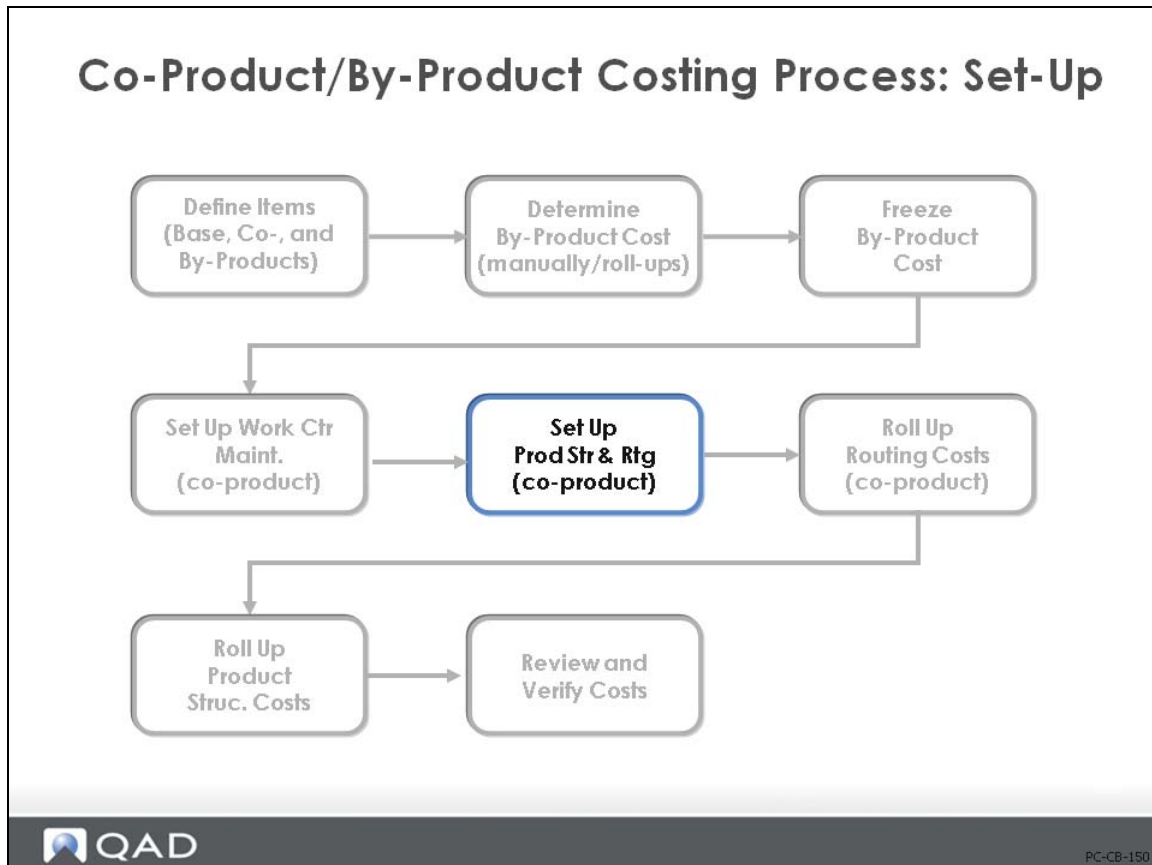 Co-Product/By-Product Costing Process: Set-Up
Define Items
(Base, Co-, and
By-Products)
Determine
By-Product Cost
(manually/roll-ups)
Freeze
By-Product
Cost
Set Up Work Ctr
Maint.
(co-product)
Set Up
Prod Str & Rtg
(co-product)
Roll Up
Routing Costs
(co-product)
Roll Up
Product
Struc. Costs
Review and
Verify Costs
QAD
PC-CB-150